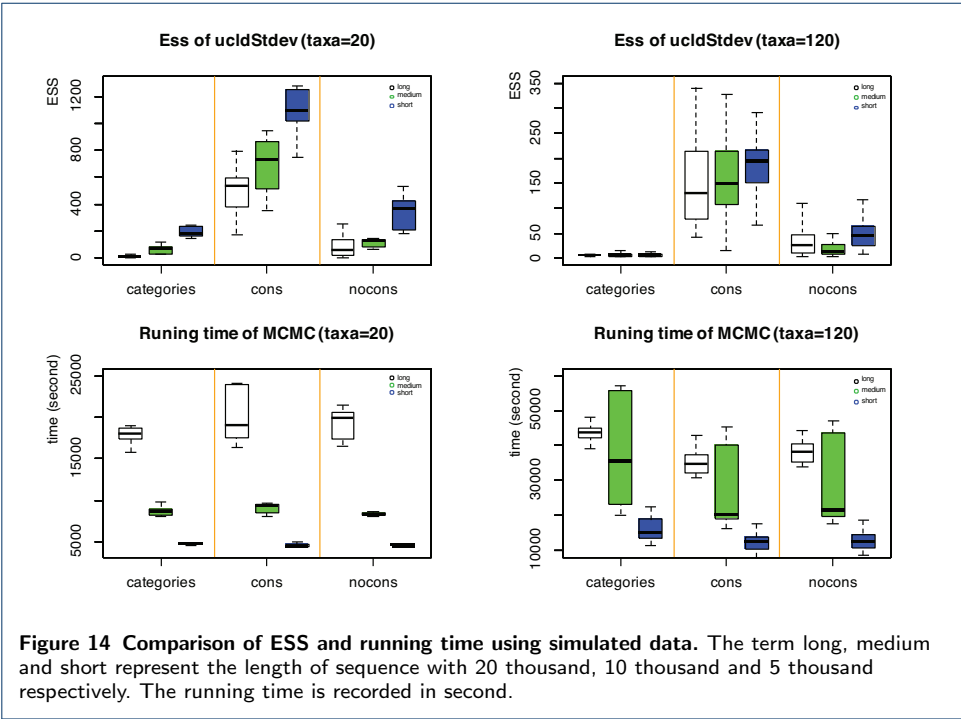 Ess of ucldStdev (taxa=20)
ESS
1200
800
400
0
long
medium
short
categories cons nocons
Ess of ucldStdev (taxa=120)
ESS
350
250
150
50
0
long
medium
short
categories cons nocons
Runing time of MCMC (taxa=20)
time (second)
25000
15000
5000
long
medium
short
categories cons nocons
Runing time of MCMC (taxa=120)
time (second)
50000
30000
10000
long
medium
short
categories cons nocons
Figure 14 Comparison of ESS and running time using simulated data. The term long, medium
and short represent the length of sequence with 20 thousand, 10 thousand and 5 thousand
respectively. The running time is recorded in second.